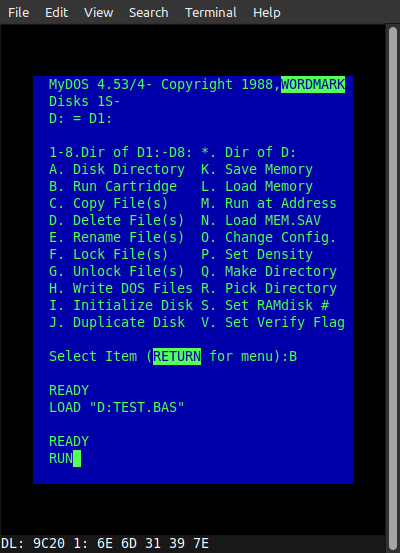 File Edit View Search Terminal Help
MyDOS 4.53/4- Copyright 1988,WORDMARK
Disks 1S-
D: = D1:
1-8.Dir of D1:-D8: *. Dir of D:
A. Disk Directory K. Save Memory
B. Run Cartridge L. Load Memory
C. Copy File(s) M. Run at Address
D. Delete File(s) N. Load MEM.SAV
E. Rename File(s) O. Change Config.
F. Lock File(s) P. Set Density
G. Unlock File(s) Q. Make Directory
H. Write DOS Files R. Pick Directory
I. Initialize Disk S. Set RAMdisk #
J. Duplicate Disk V. Set Verify Flag
Select Item (RETURN for menu):B
READY
LOAD "D:TEST.BAS"
READY
RUN
DL: 9C20 1: 6E 6D 31 39 7E